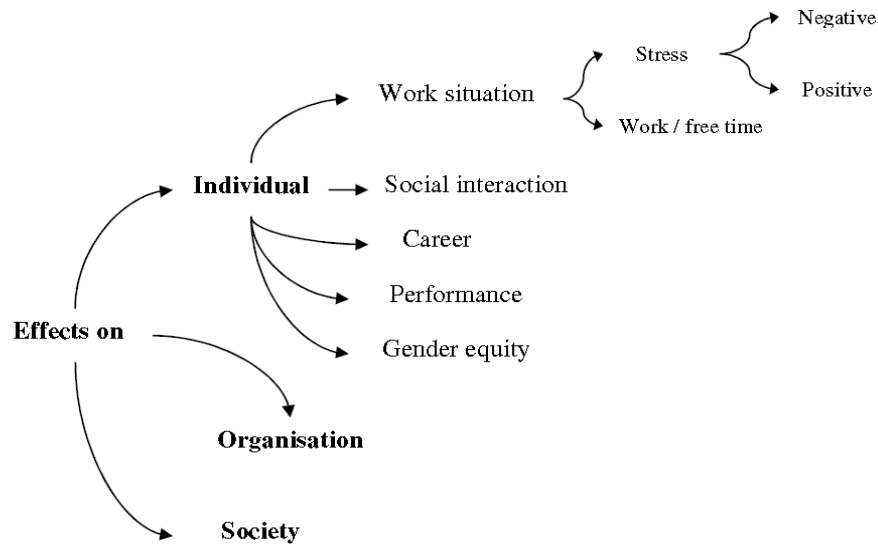 Negative
Stress
Positive
Work situation
Work / free time
Individual
Social interaction
Career
Performance
Effects on
Gender equity
Organisation
Society